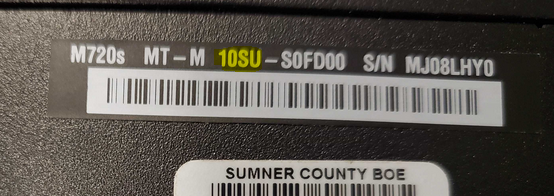 M720s MT-M 10SU-S0FD00 S/N MJ08LHY0
SUMNER COUNTY BOE